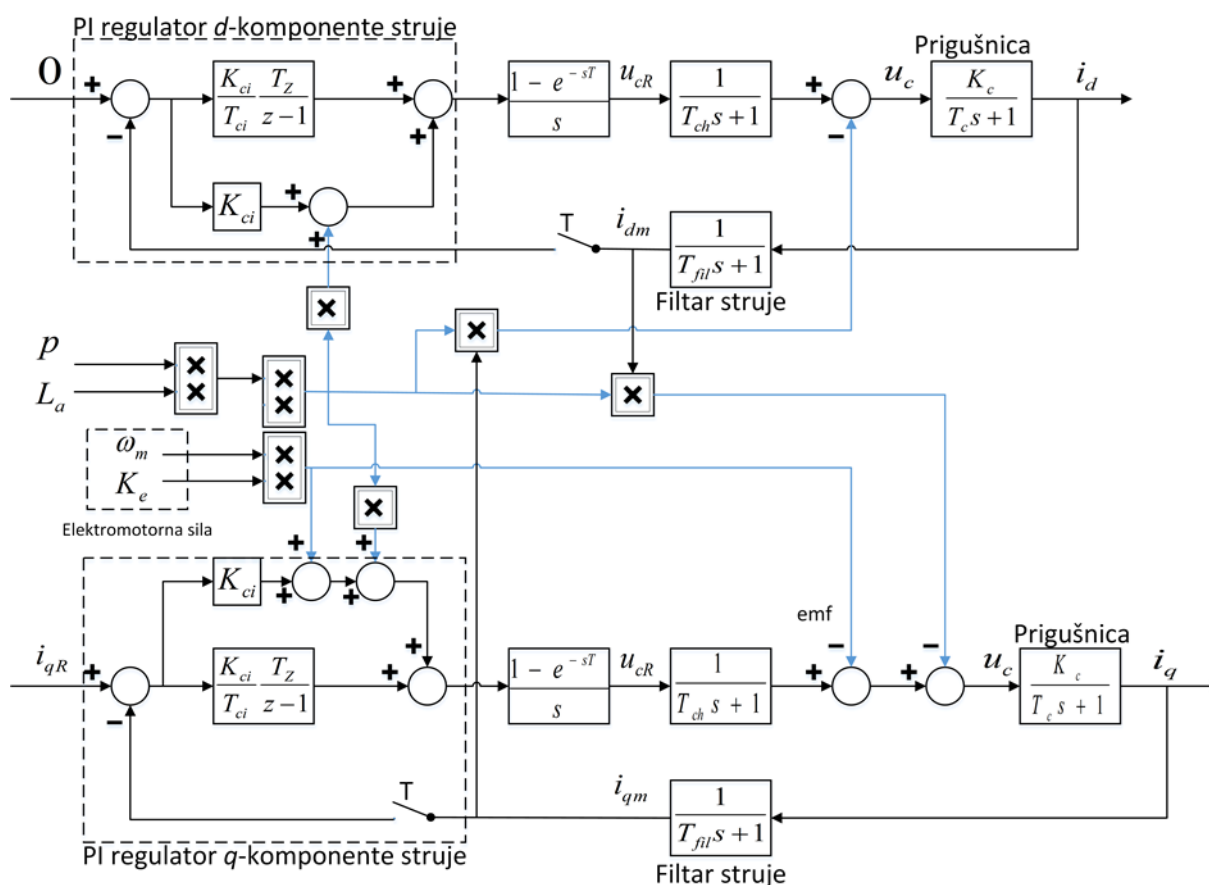 PI regulator d-komponente struje
0
K_ci/T_ci T_Z/(z − 1)
K_ci
(1 − e^(−sT))/s
u_cR
1/(T_ch s + 1)
u_c
Prigušnica
K_c/(T_c s + 1)
i_d
T
i_dm
1/(T_fil s + 1)
Filtar struje
p
L_a
ω_m
K_e
Elektromotorna sila
K_ci
i_qR
K_ci/T_ci T_Z/(z − 1)
(1 − e^(−sT))/s
u_cR
1/(T_ch s + 1)
emf
u_c
Prigušnica
K_c/(T_c s + 1)
i_q
T
i_qm
1/(T_fil s + 1)
Filtar struje
PI regulator q-komponente struje